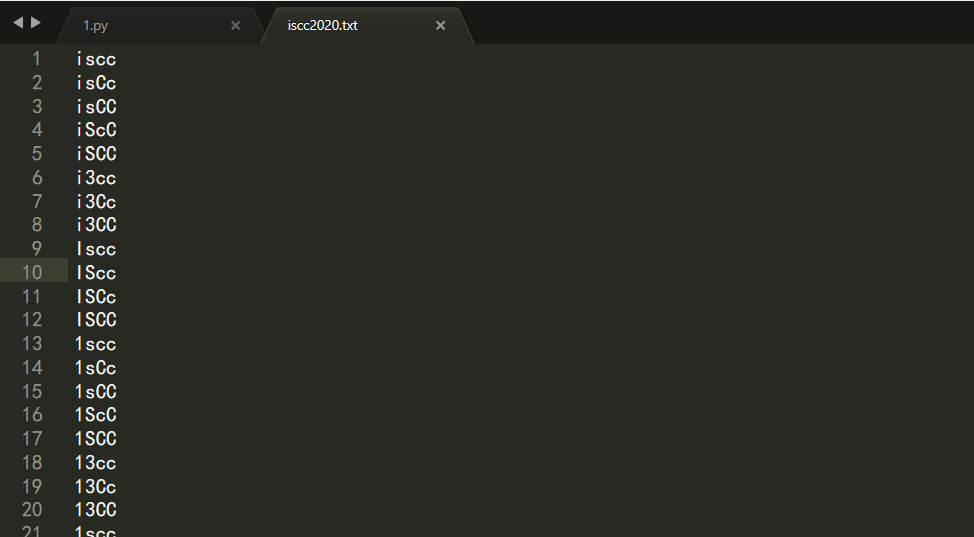 1.py iscc2020.txt
1 iscc
2 isCc
3 isCC
4 iScC
5 iSCC
6 i3cc
7 i3Cc
8 i3CC
9 Iscc
10 IScc
11 ISCc
12 ISCC
13 1scc
14 1sCc
15 1sCC
16 1ScC
17 1SCC
18 13cc
19 13Cc
20 13CC
21 1scc